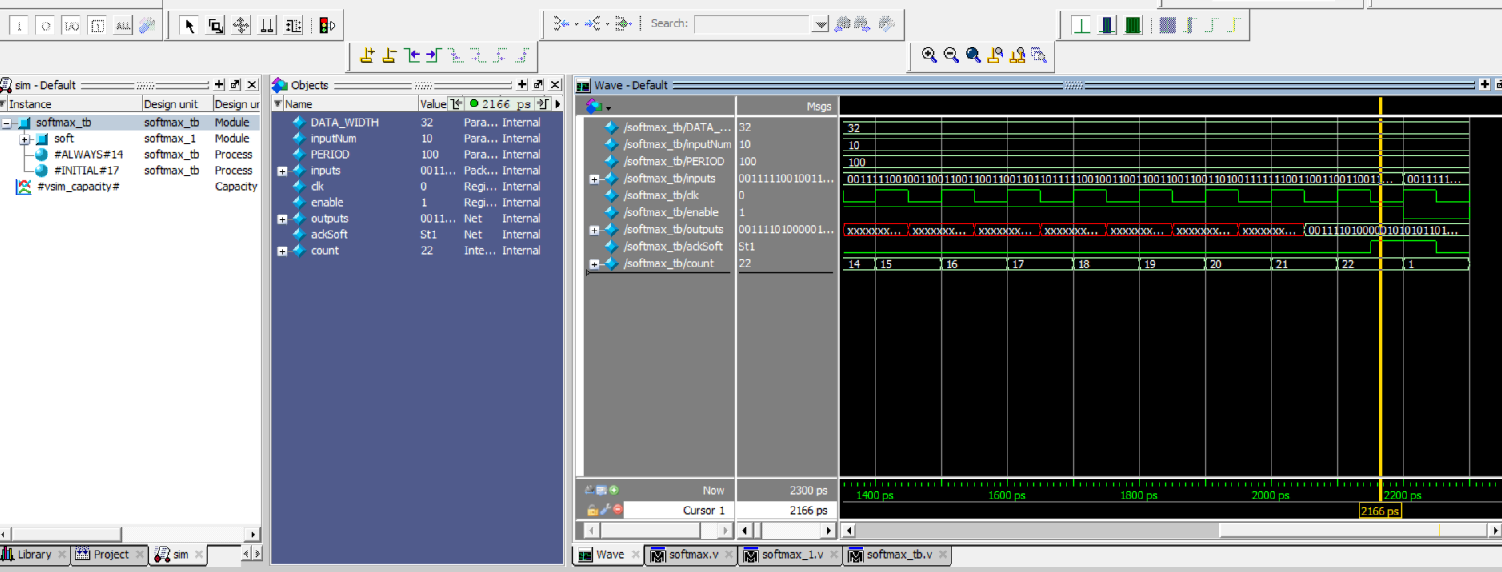 Search:
sim - Default
Instance Design unit Design ur
softmax_tb softmax_tb Module
soft softmax_1 Module
#ALWAYS#14 softmax_tb Process
#INITIAL#17 softmax_tb Process
#vsim_capacity# Capacity
Library Project sim
Objects
Name Value 2166 ps
DATA_WIDTH 32 Para... Internal
inputNum 10 Para... Internal
PERIOD 100 Para... Internal
inputs 0011... Pack... Internal
clk 0 Regi... Internal
enable 1 Regi... Internal
outputs 0011... Net Internal
ackSoft St1 Net Internal
count 22 Inte... Internal
Wave - Default
Msgs
/softmax_tb/DATA_... 32 32
/softmax_tb/inputNum 10 10
/softmax_tb/PERIOD 100 100
/softmax_tb/inputs 00111110010011... 0011111...
/softmax_tb/clk 0
/softmax_tb/enable 1
/softmax_tb/outputs 00111101000001... xxxxxxx... xxxxxxx... xxxxxxx... xxxxxxx... xxxxxxx... xxxxxxx... xxxxxxx... 00111101000001010101101...
/softmax_tb/ackSoft St1
/softmax_tb/count 22 14 15 16 17 18 19 20 21 22 1
Now 2300 ps 1400 ps 1600 ps 1800 ps 2000 ps 2200 ps
Cursor 1 2166 ps 2166 ps
Wave softmax.v softmax_1.v softmax_tb.v